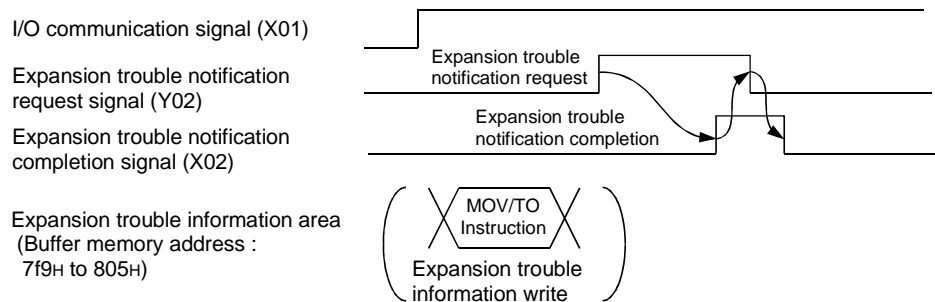 I/O communication signal (X01)
Expansion trouble notification
request signal (Y02)
Expansion trouble notification
completion signal (X02)
Expansion trouble
notification request
Expansion trouble
notification completion
Expansion trouble information area
(Buffer memory address :
7f9H to 805H)
MOV/TO
Instruction
Expansion trouble
information write